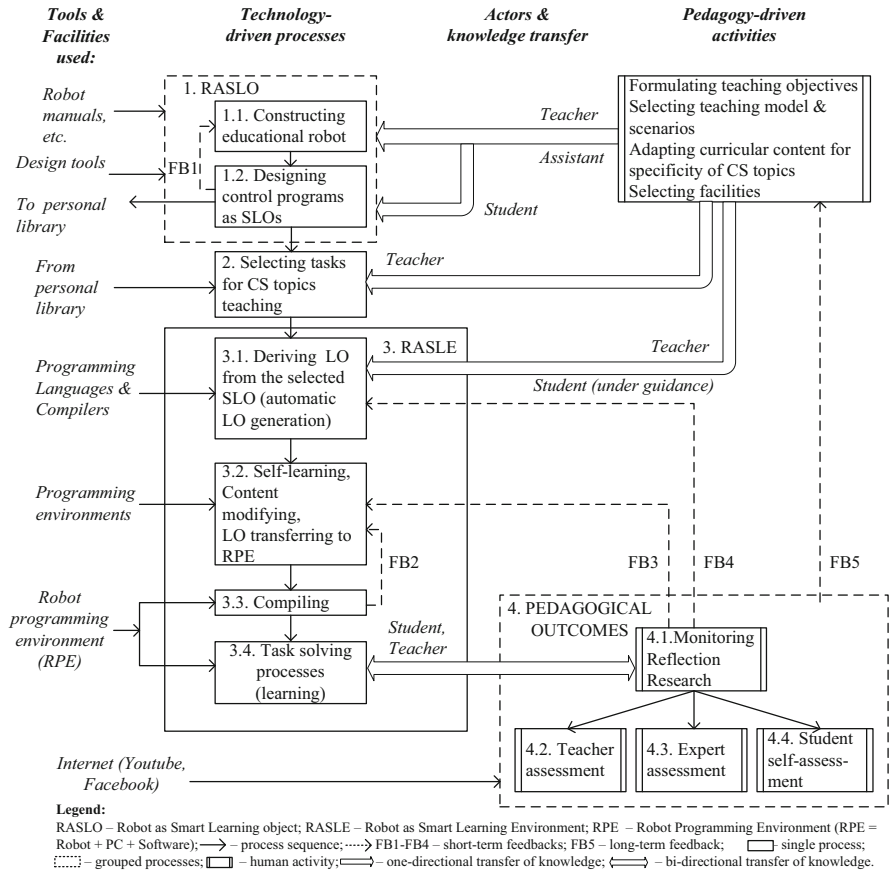 Tools &
Facilities
used:
Technology-
driven processes
Actors &
knowledge transfer
Pedagogy-driven
activities
Robot
manuals,
etc.
Design tools
To personal
library
From
personal
library
Programming
Languages &
Compilers
Programming
environments
Robot
programming
environment
(RPE)
Internet (Youtube,
Facebook)
1. RASLO
1.1. Constructing
educational robot
FB1
1.2. Designing
control programs
as SLOs
2. Selecting tasks
for CS topics
teaching
3. RASLE
3.1. Deriving LO
from the selected
SLO (automatic
LO generation)
3.2. Self-learning,
Content
modifying,
LO transferring to
RPE
FB2
3.3. Compiling
3.4. Task solving
processes
(learning)
Teacher
Assistant
Student
Teacher
Teacher
Student (under guidance)
Student,
Teacher
Formulating teaching objectives
Selecting teaching model &
scenarios
Adapting curricular content for
specificity of CS topics
Selecting facilities
FB3
FB4
FB5
4. PEDAGOGICAL
OUTCOMES
4.1.Monitoring
Reflection
Research
4.2. Teacher
assessment
4.3. Expert
assessment
4.4. Student
self-assess-
ment
Legend:
RASLO – Robot as Smart Learning object; RASLE – Robot as Smart Learning Environment; RPE – Robot Programming Environment (RPE =
Robot + PC + Software); – process sequence; FB1-FB4 – short-term feedbacks; FB5 – long-term feedback; – single process;
– grouped processes; – human activity; – one-directional transfer of knowledge; – bi-directional transfer of knowledge.